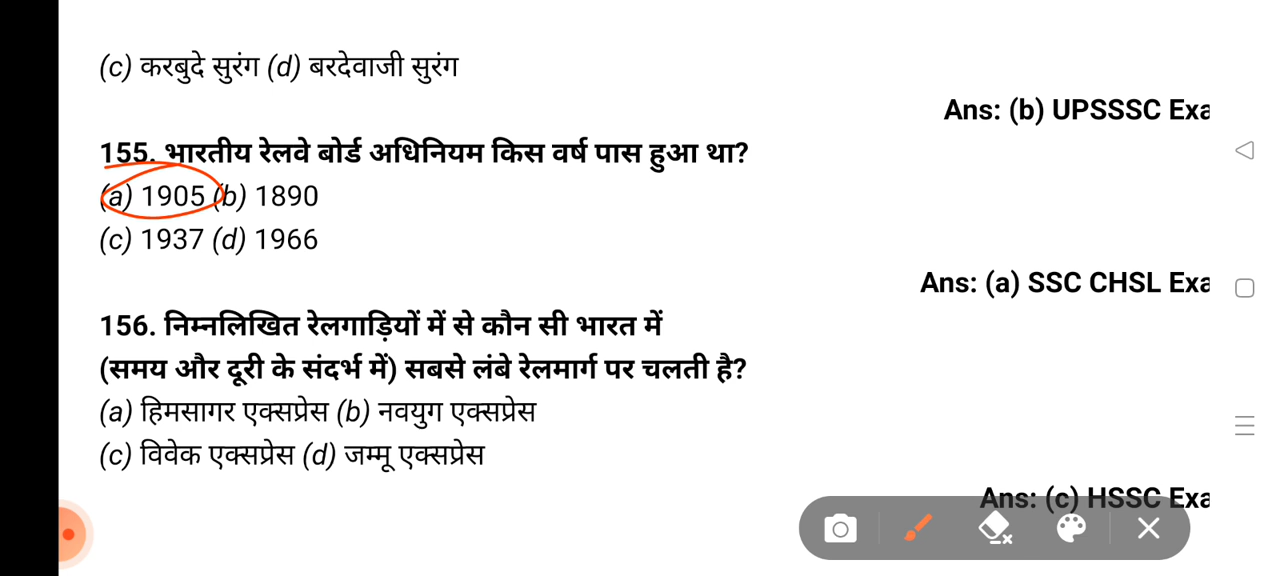 (c) करबुदे सुरंग (d) बरदेवाजी सुरंग
Ans: (b) UPSSSC Exa
155. भारतीय रेलवे बोर्ड अधिनियम किस वर्ष पास हुआ था?
(a) 1905 (b) 1890
(c) 1937 (d) 1966
Ans: (a) SSC CHSL Exa
156. निम्नलिखित रेलगाड़ियों में से कौन सी भारत में
(समय और दूरी के संदर्भ में) सबसे लंबे रेलमार्ग पर चलती है?
(a) हिमसागर एक्सप्रेस (b) नवयुग एक्सप्रेस
(c) विवेक एक्सप्रेस (d) जम्मू एक्सप्रेस
Ans: (c) HSSC Exa